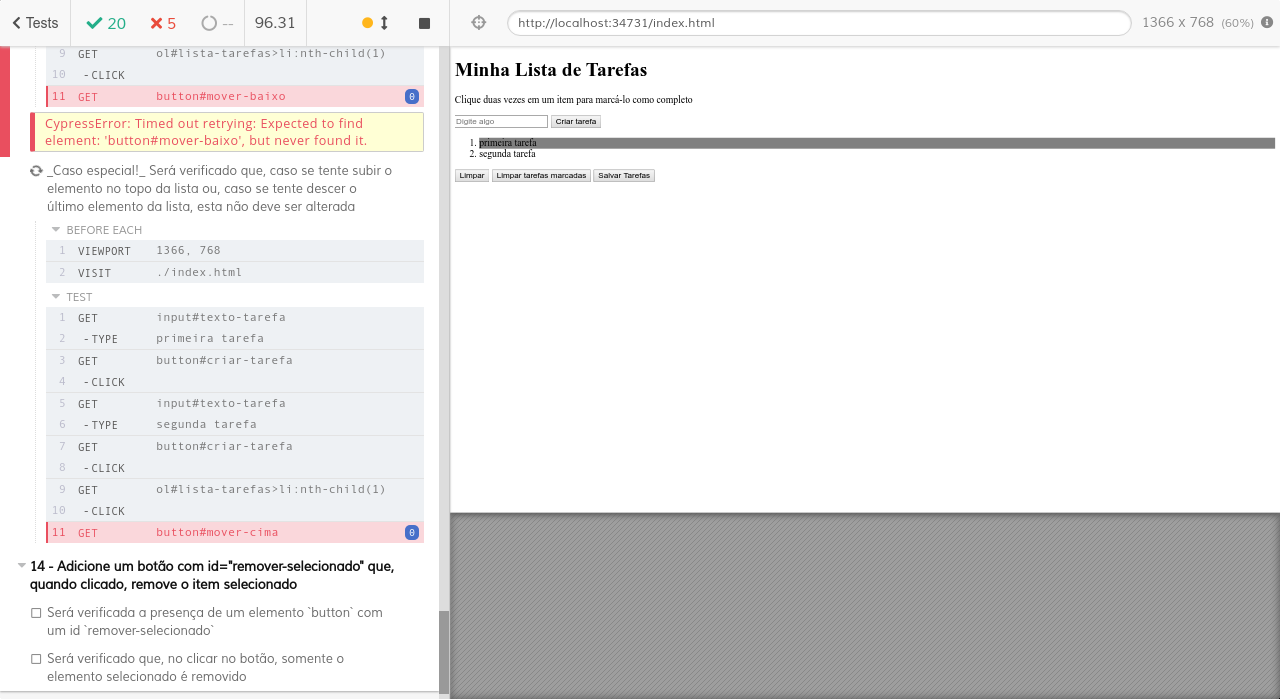 Tests 20 5 -- 96.31 http://localhost:34731/index.html 1366 x 768 (60%)
9 GET ol#lista-tarefas>li:nth-child(1)
10 -CLICK
11 GET button#mover-baixo 0
CypressError: Timed out retrying: Expected to find
element: 'button#mover-baixo', but never found it.
_Caso especial!_ Será verificado que, caso se tente subir o
elemento no topo da lista ou, caso se tente descer o
último elemento da lista, esta não deve ser alterada
BEFORE EACH
1 VIEWPORT 1366, 768
2 VISIT ./index.html
TEST
1 GET input#texto-tarefa
2 -TYPE primeira tarefa
3 GET button#criar-tarefa
4 -CLICK
5 GET input#texto-tarefa
6 -TYPE segunda tarefa
7 GET button#criar-tarefa
8 -CLICK
9 GET ol#lista-tarefas>li:nth-child(1)
10 -CLICK
11 GET button#mover-cima 0
14 - Adicione um botão com id="remover-selecionado" que,
quando clicado, remove o item selecionado
Será verificada a presença de um elemento `button` com
um id `remover-selecionado`
Será verificado que, no clicar no botão, somente o
elemento selecionado é removido
Minha Lista de Tarefas
Clique duas vezes em um item para marcá-lo como completo
Digite algo Criar tarefa
1. primeira tarefa
2. segunda tarefa
Limpar Limpar tarefas marcadas Salvar Tarefas